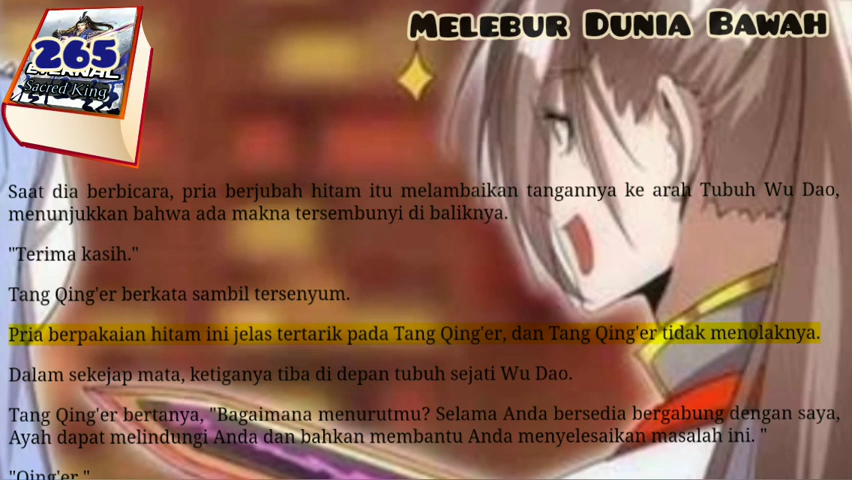 MELEBUR DUNIA BAWAH
265
ETERNAL
Sacred King
Saat dia berbicara, pria berjubah hitam itu melambaikan tangannya ke arah Tubuh Wu Dao,
menunjukkan bahwa ada makna tersembunyi di baliknya.
"Terima kasih."
Tang Qing'er berkata sambil tersenyum.
Pria berpakaian hitam ini jelas tertarik pada Tang Qing'er, dan Tang Qing'er tidak menolaknya.
Dalam sekejap mata, ketiganya tiba di depan tubuh sejati Wu Dao.
Tang Qing'er bertanya, "Bagaimana menurutmu? Selama Anda bersedia bergabung dengan saya,
Ayah dapat melindungi Anda dan bahkan membantu Anda menyelesaikan masalah ini. "
"Qing'er."